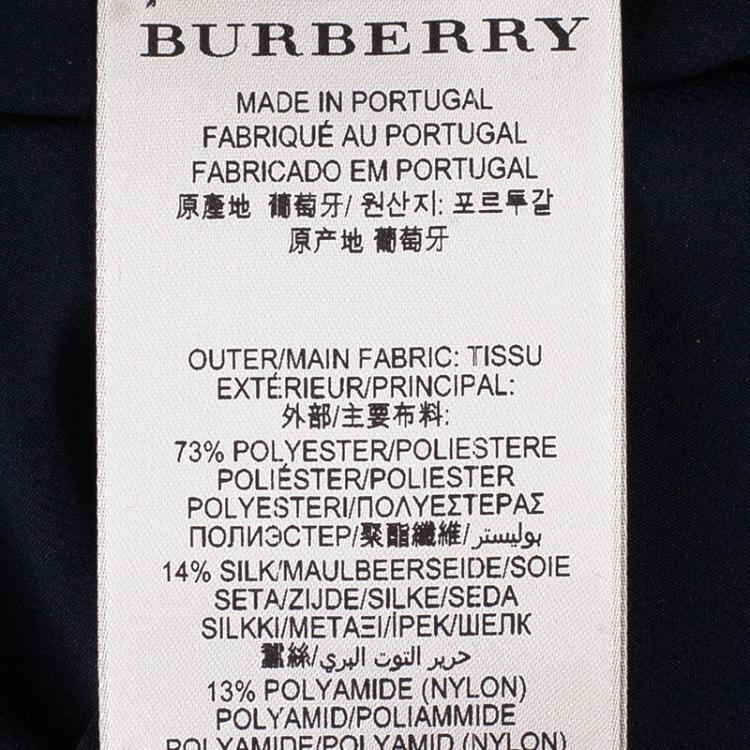 BURBERRY
MADE IN PORTUGAL
FABRIQUÉ AU PORTUGAL
FABRICADO EM PORTUGAL
原產地 葡萄牙/ 원산지: 포르투갈
原产地 葡萄牙
OUTER/MAIN FABRIC: TISSU
EXTÉRIEUR/PRINCIPAL:
外部/主要布料:
73% POLYESTER/POLIESTERE
POLIÉSTER/POLIESTER
POLYESTERI/ΠΟΛΥΕΣΤΕΡΑΣ
ПОЛИЭСТЕР/聚酯纖維/بوليستر
14% SILK/MAULBEERSEIDE/SOIE
SETA/ZIJDE/SILKE/SEDA
SILKKI/ΜΕΤΑΞΙ/İPEK/ШЕЛК
蠶絲/حرير التوت البري
13% POLYAMIDE (NYLON)
POLYAMID/POLIAMMIDE
POLYAMIDE/POLYAMID (NYLON)